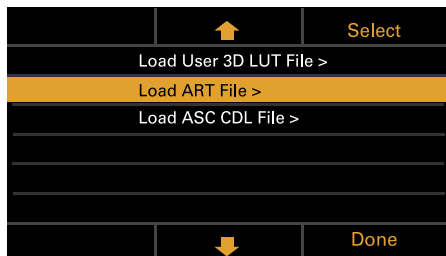 Select
Load User 3D LUT File >
Load ART File >
Load ASC CDL File >
Done